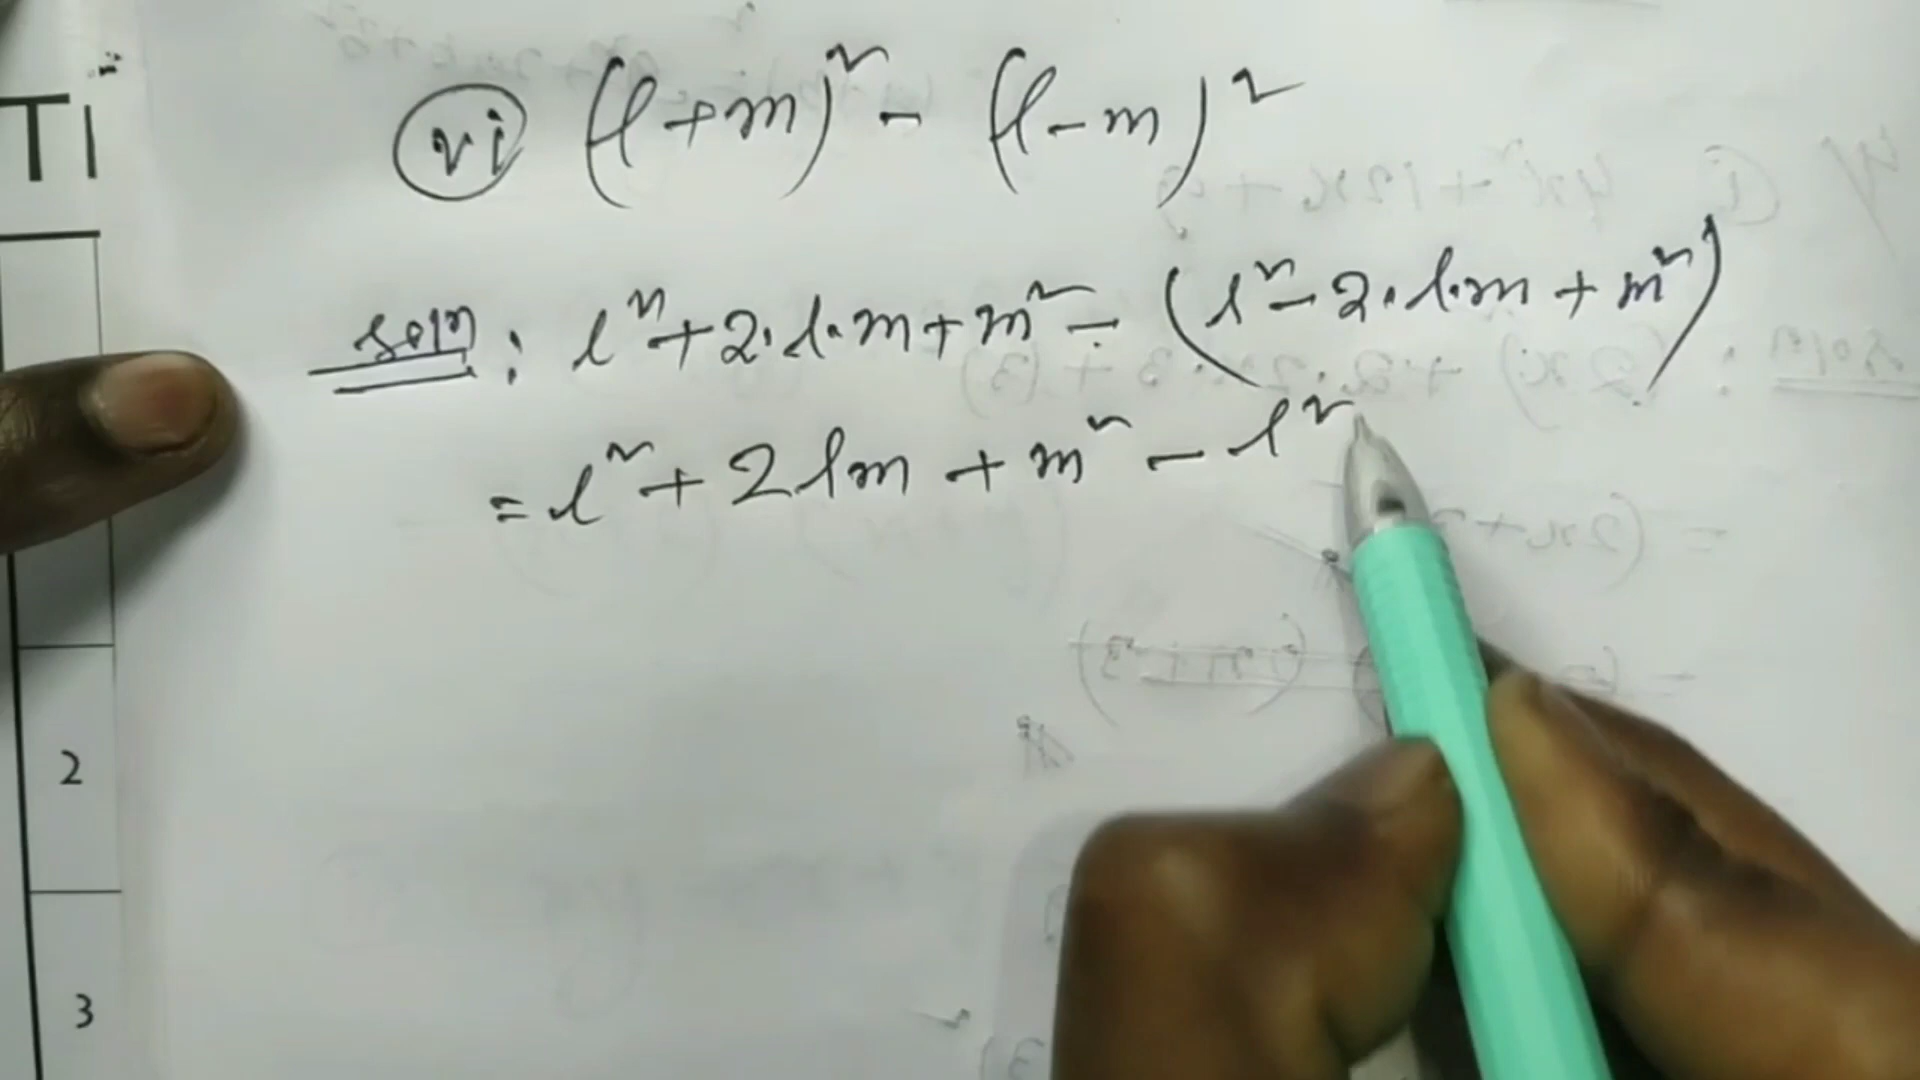 TI
(vi) (l+m)² - (l-m)²
soln : l² + 2·l·m + m² - (l² - 2·l·m + m²)
= l² + 2lm + m² - l²
2
3